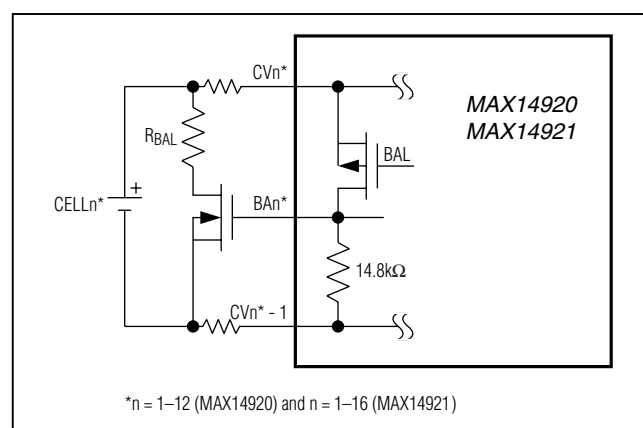 CVn*
MAX14920
MAX14921
RBAL
BAL
CELLn*
+
BAn*
14.8kΩ
CVn* - 1
*n = 1–12 (MAX14920) and n = 1–16 (MAX14921)